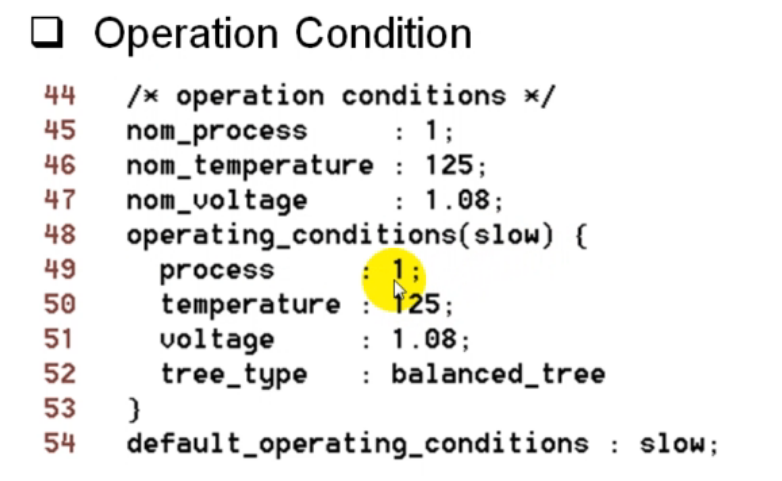 Operation Condition
44 /* operation conditions */
45 nom_process : 1;
46 nom_temperature : 125;
47 nom_voltage : 1.08;
48 operating_conditions(slow) {
49 process : 1;
50 temperature : 125;
51 voltage : 1.08;
52 tree_type : balanced_tree
53 }
54 default_operating_conditions : slow;